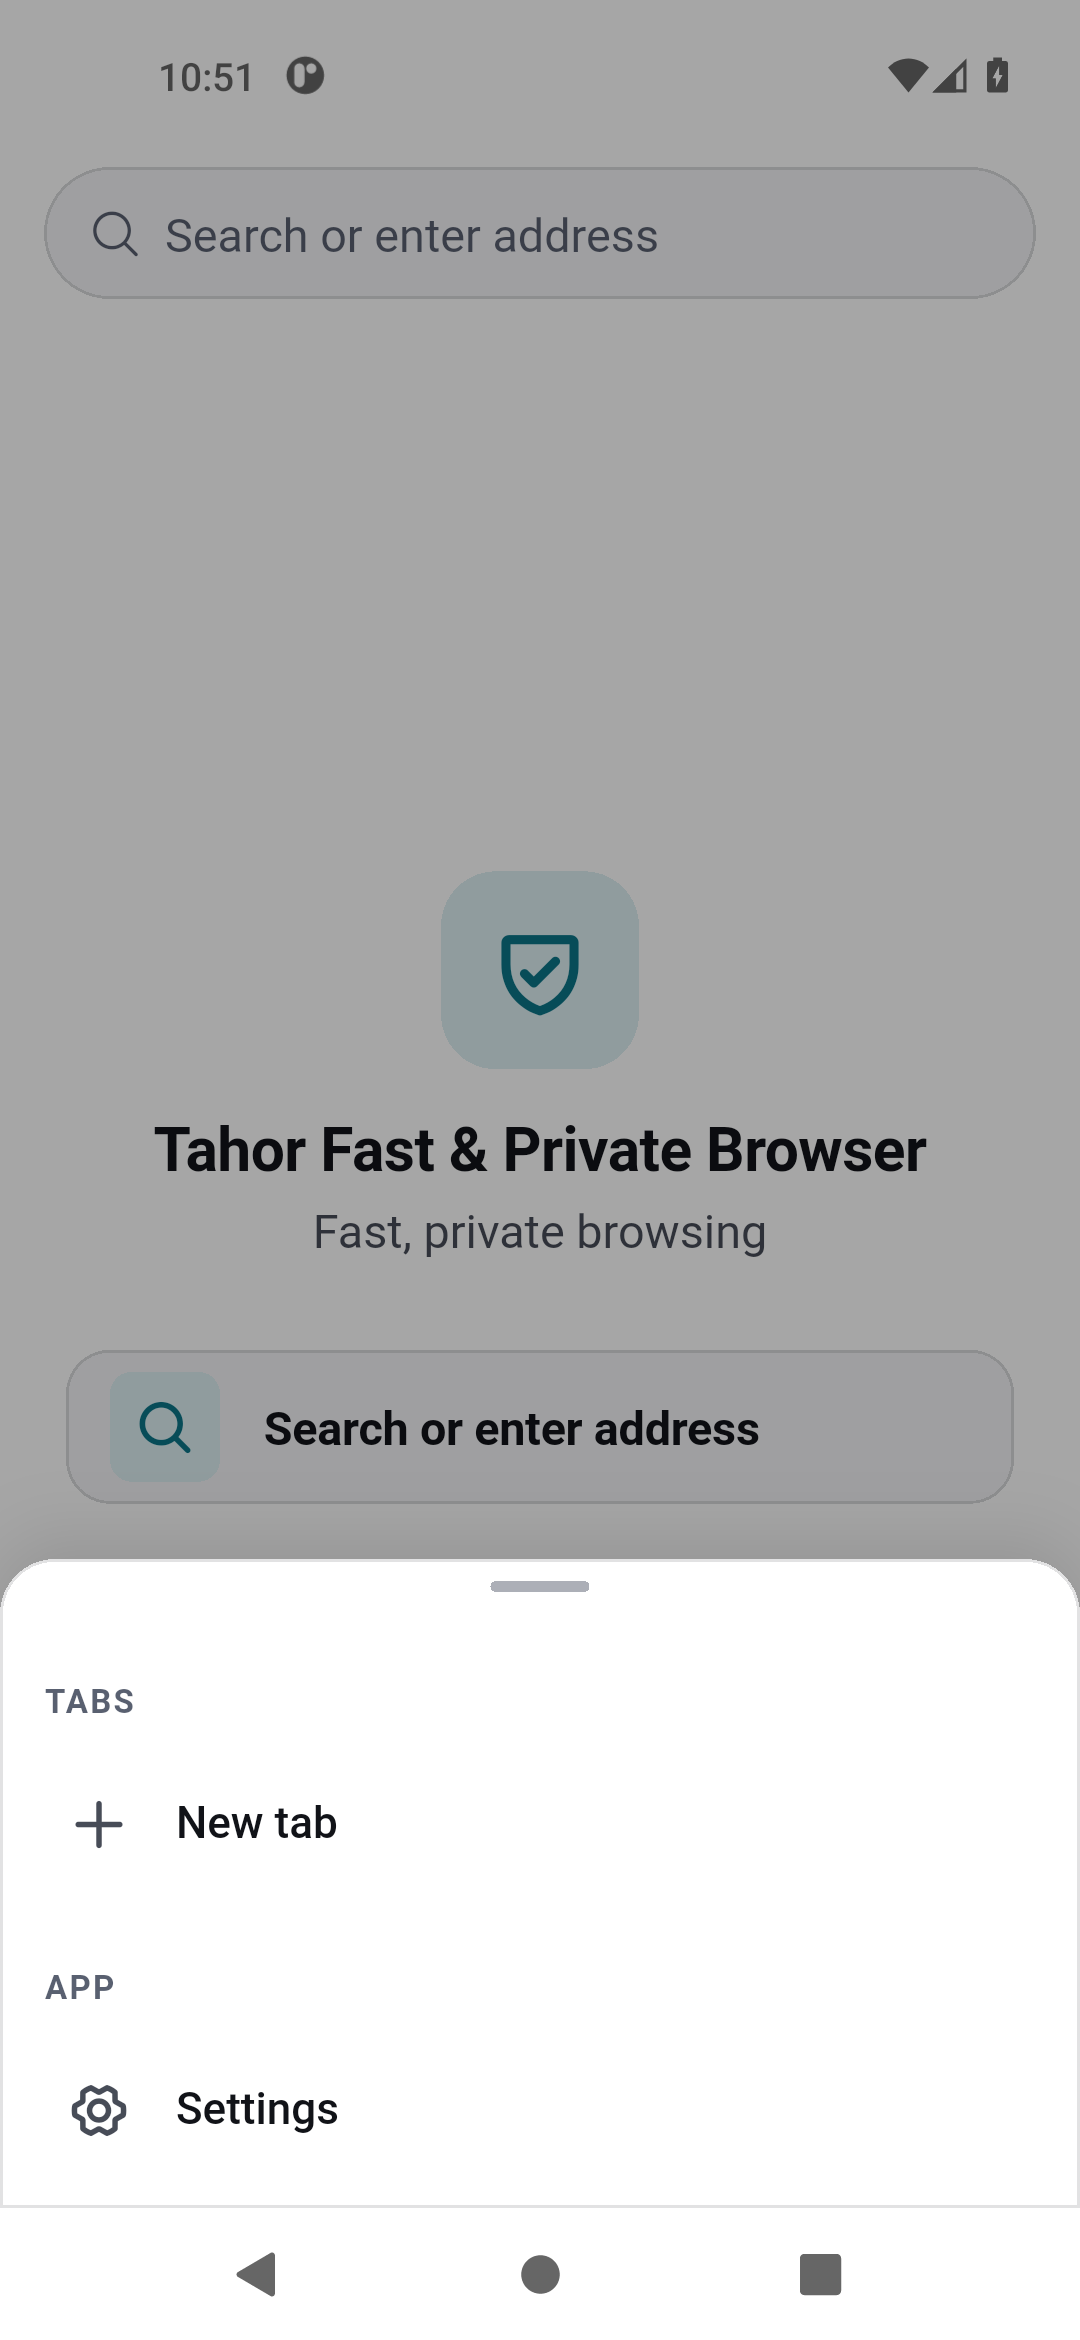 10:51
Search or enter address
Tahor Fast & Private Browser
Fast, private browsing
Search or enter address
TABS
New tab
APP
Settings